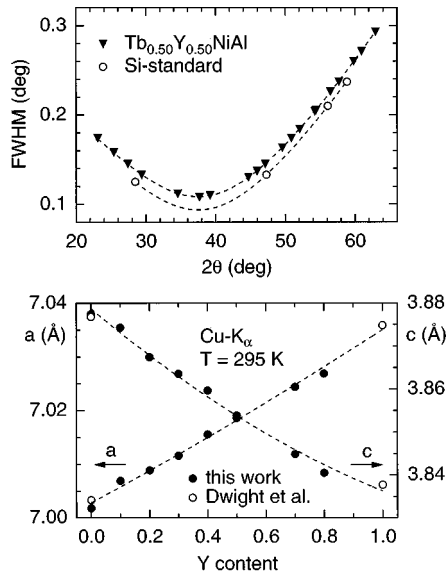 0.3
0.2
0.1
FWHM (deg)
Tb0.50Y0.50NiAl
Si-standard
20 30 40 50 60
2θ (deg)
7.04
a (Å)
7.02
7.00
3.88
c (Å)
3.86
3.84
Cu-Kα
T = 295 K
a
c
this work
Dwight et al.
0.0 0.2 0.4 0.6 0.8 1.0
Y content